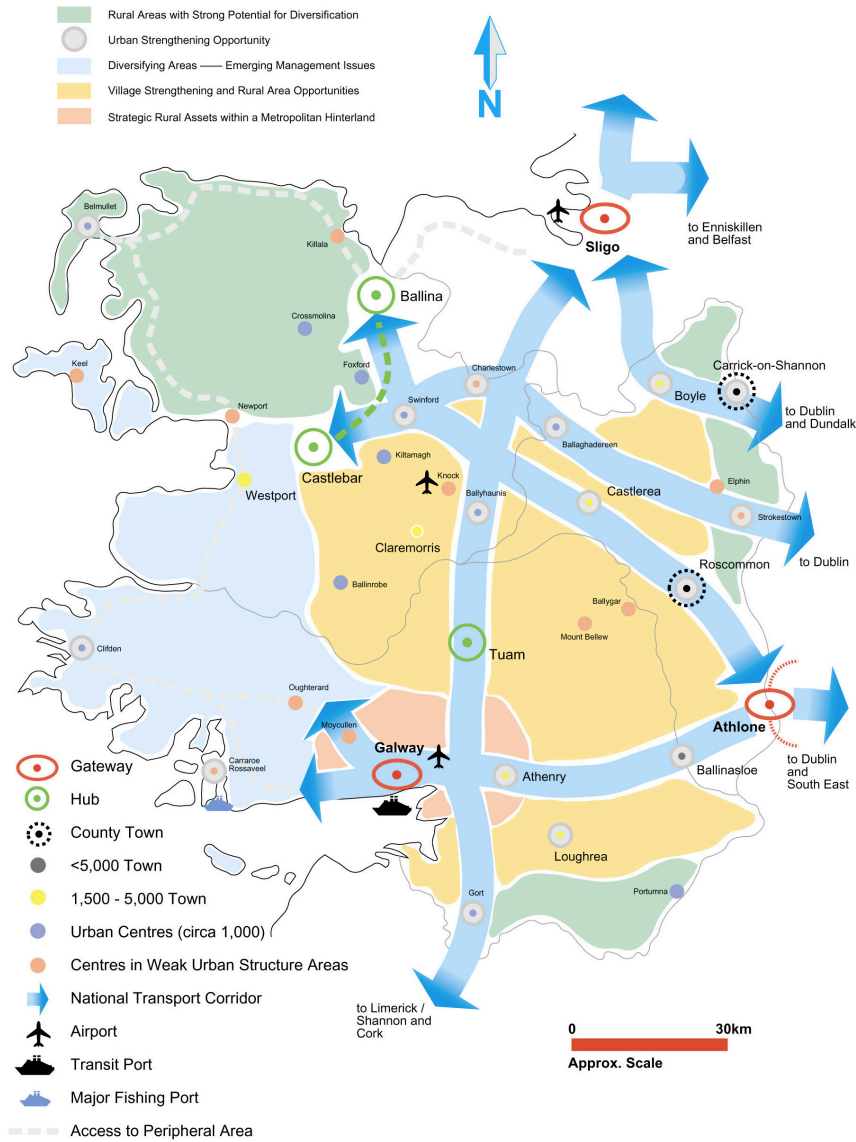 Rural Areas with Strong Potential for Diversification
Urban Strengthening Opportunity
Diversifying Areas —— Emerging Management Issues
Village Strengthening and Rural Area Opportunities
Strategic Rural Assets within a Metropolitan Hinterland
N
Belmullet
Killala
Sligo
to Enniskillen
and Belfast
Ballina
Crossmolina
Keel
Foxford
Charlestown
Carrick-on-Shannon
Boyle
Newport
Swinford
to Dublin
and Dundalk
Ballaghadereen
Castlebar
Kiltamagh
Knock
Westport
Ballyhaunis
Castlerea
Elphin
Strokestown
Claremorris
to Dublin
Roscommon
Ballinrobe
Ballygar
Mount Bellew
Clifden
Tuam
Oughterard
Moycullen
Galway
Athlone
Carraroe
Rossaveel
Athenry
Ballinasloe
to Dublin
and
South East
Loughrea
Gort
Portumna
to Limerick /
Shannon and
Cork
Gateway
Hub
County Town
<5,000 Town
1,500 - 5,000 Town
Urban Centres (circa 1,000)
Centres in Weak Urban Structure Areas
National Transport Corridor
Airport
Transit Port
Major Fishing Port
Access to Peripheral Area
0 30km
Approx. Scale